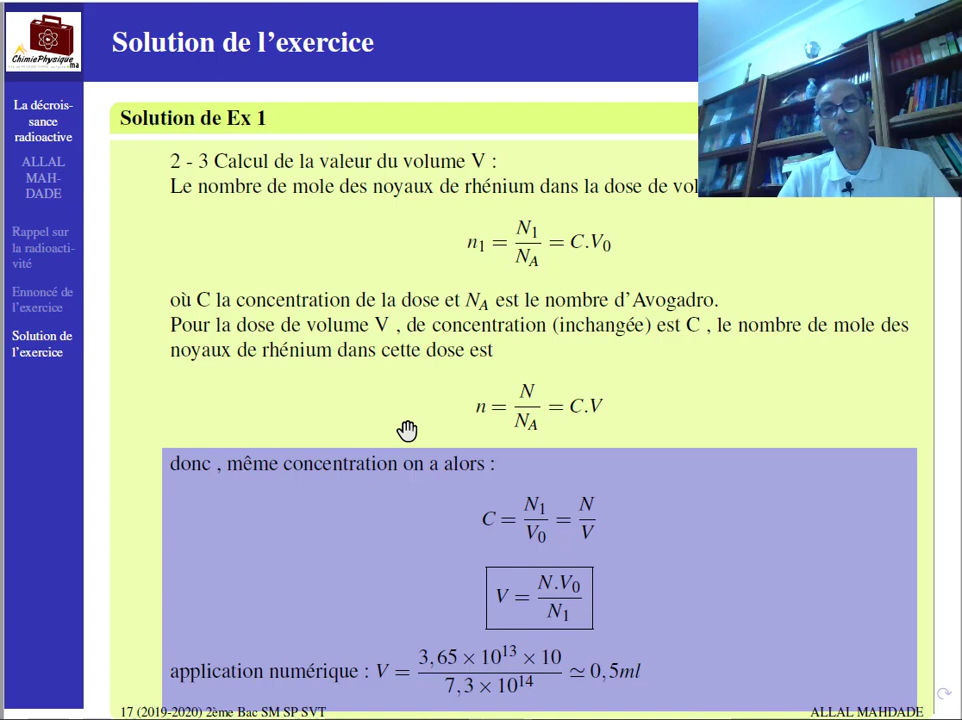 Solution de l'exercice
ChimiePhysique
ma
La décrois-
sance
radioactive
ALLAL
MAH-
DADE
Rappel sur
la radioacti-
vité
Ennoncé de
l'exercice
Solution de
l'exercice
Solution de Ex 1
2 - 3 Calcul de la valeur du volume V :
Le nombre de mole des noyaux de rhénium dans la dose de
n₁ = N₁/N_A = C.V₀
où C la concentration de la dose et N_A est le nombre d'Avogadro.
Pour la dose de volume V , de concentration (inchangée) est C , le nombre de mole des
noyaux de rhénium dans cette dose est
n = N/N_A = C.V
donc , même concentration on a alors :
C = N₁/V₀ = N/V
V = N.V₀/N₁
application numérique : V = 3,65 × 10¹³ × 10/7,3 × 10¹⁴ ≃ 0,5ml
17 (2019-2020) 2ème Bac SM SP SVT
ALLAL MAHDADE